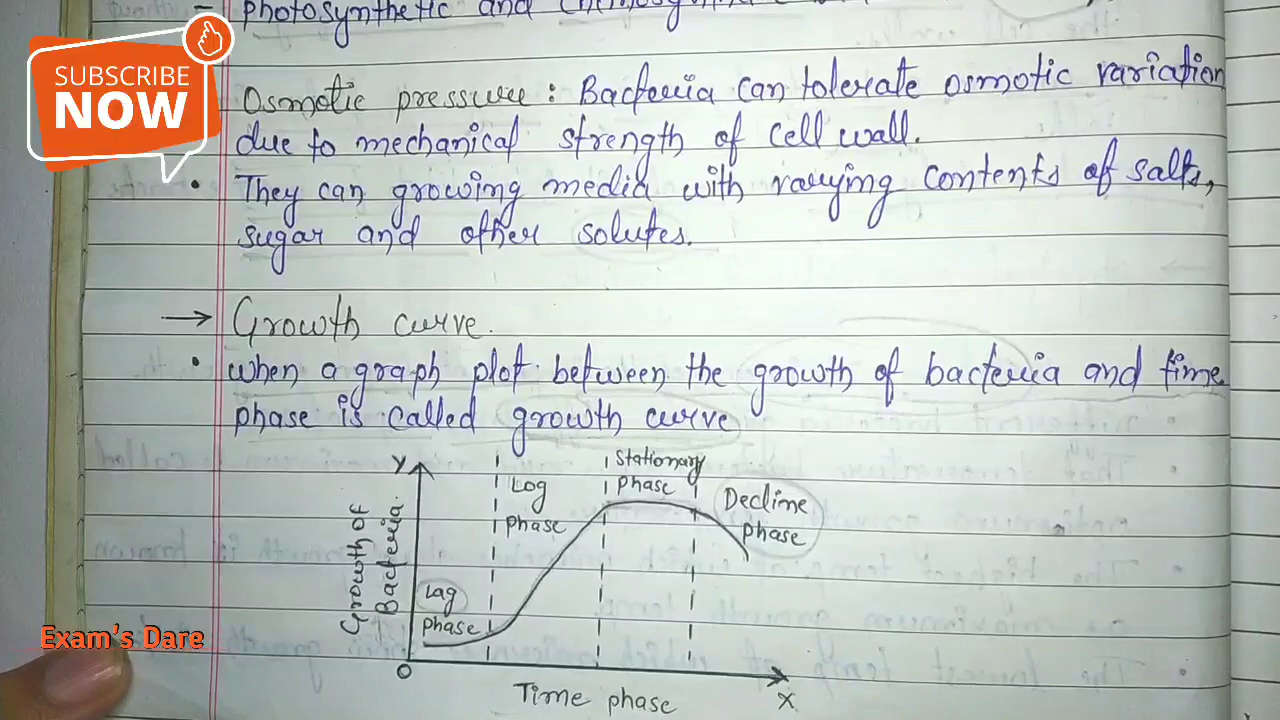 - Photosynthetic and
SUBSCRIBE
NOW
Osmotic pressure : Bacteria can tolerate osmotic variation
due to mechanical strength of cell wall.
• They can growing media with varying contents of salts,
sugar and other solutes.
→ Growth curve.
• when a graph plot between the growth of bacteria and time
phase is called growth curve
Y
Stationary
phase
Log
phase
Decline
phase
Growth of
Bacteria.
Lag
phase
Exam's Dare
O
Time phase
X